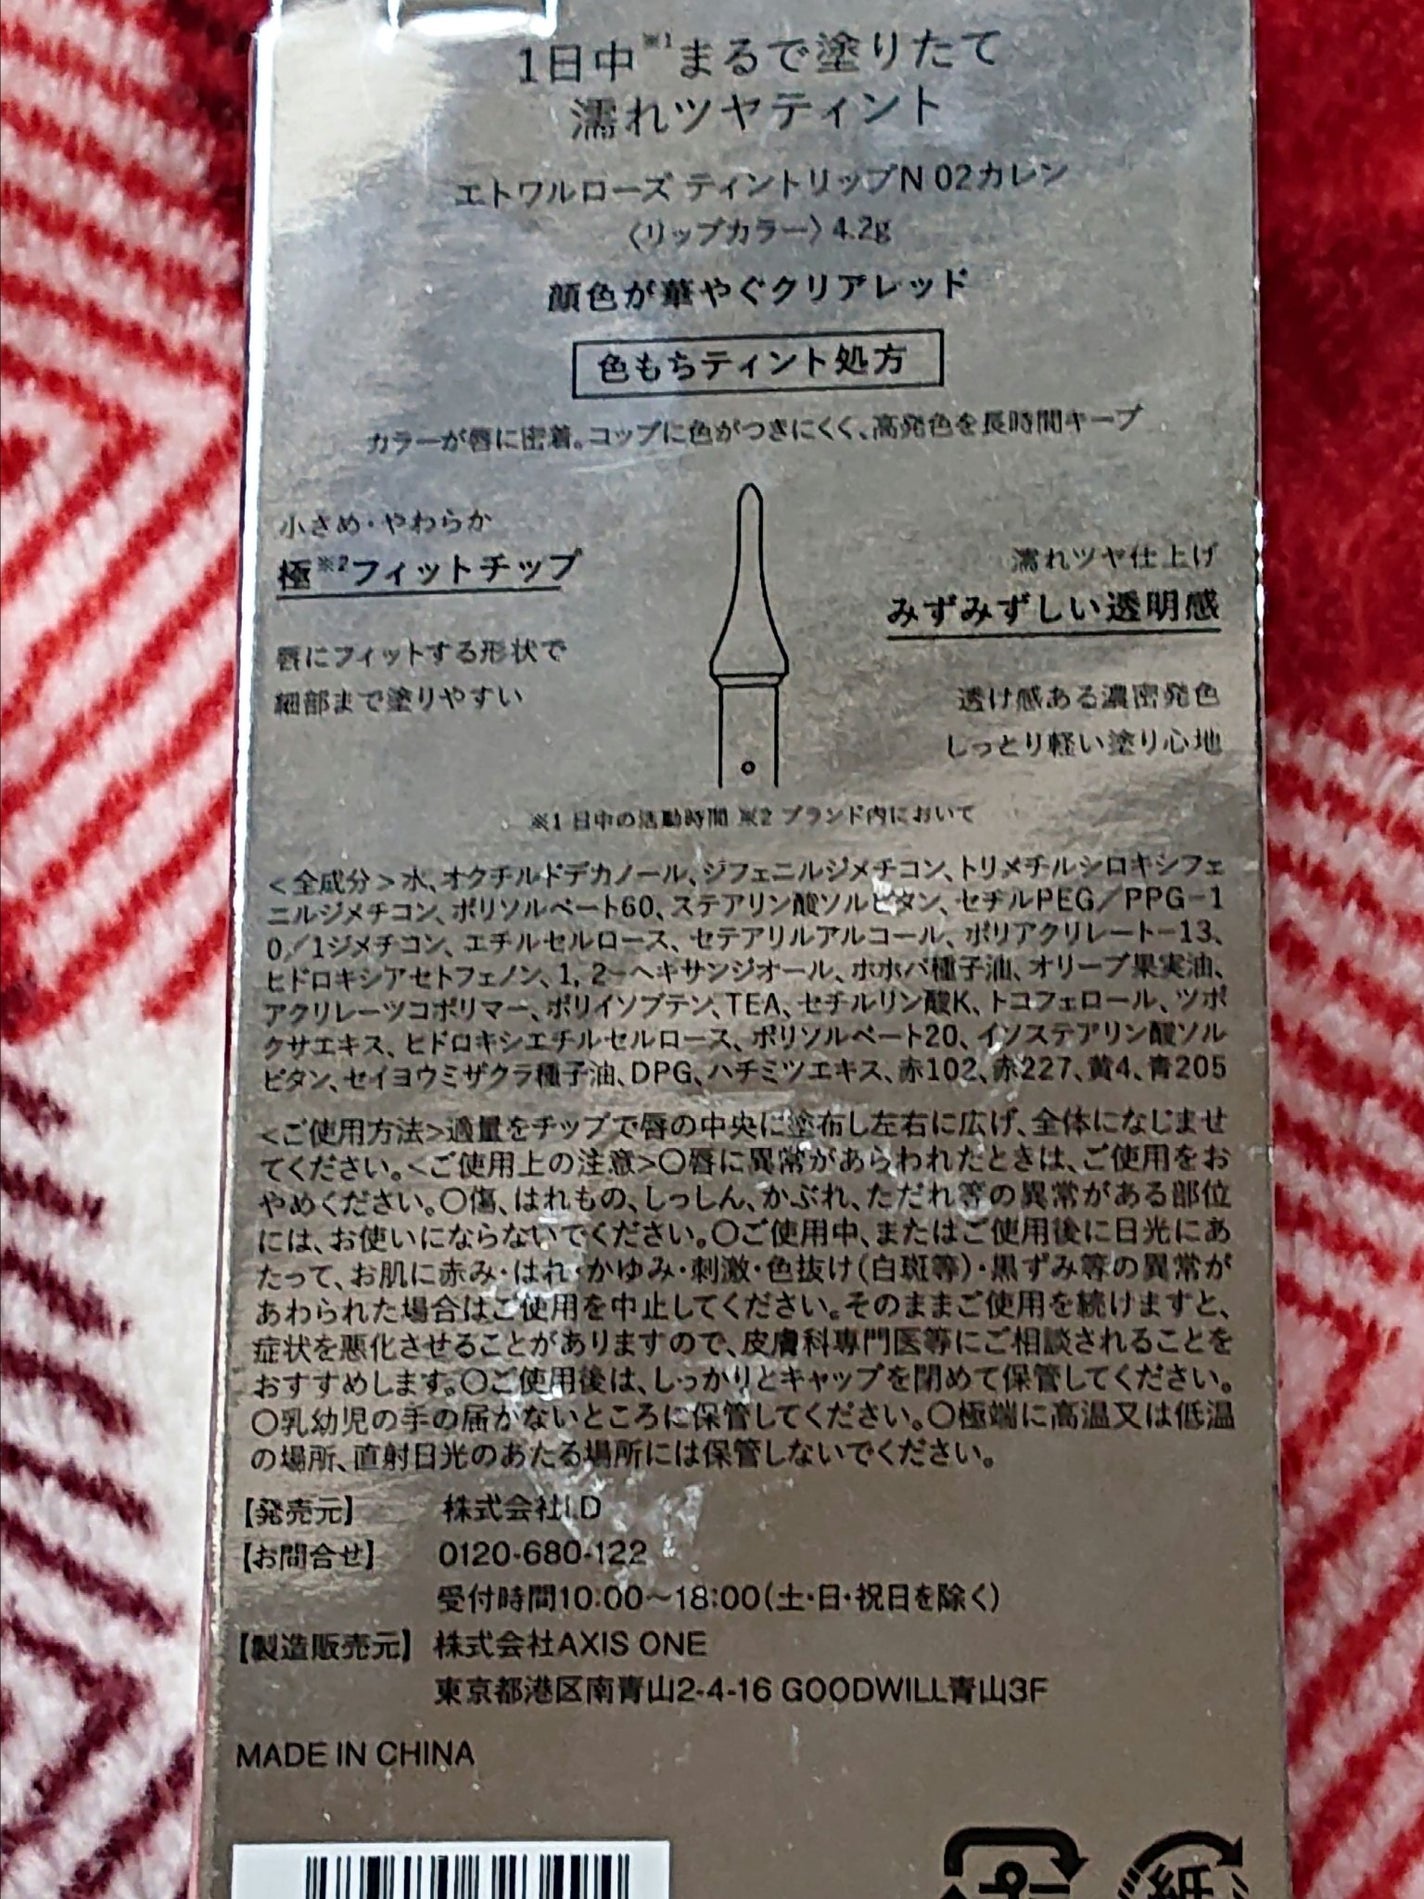 1日中※1まるで塗りたて
濡れツヤティント
エトワルローズ ティントリップN 02カレン
〈リップカラー〉4.2g
顔色が華やぐクリアレッド
色もちティント処方
カラーが唇に密着。コップに色がつきにくく、高発色を長時間キープ
小さめ・やわらか
極※2フィットチップ
唇にフィットする形状で
細部まで塗りやすい
濡れツヤ仕上げ
みずみずしい透明感
透け感ある濃密発色
しっとり軽い塗り心地
※1 日中の活動時間 ※2 ブランド内において
＜全成分＞水、オクチルドデカノール、ジフェニルジメチコン、トリメチルシロキシフェ
ニルジメチコン、ポリソルベート60、ステアリン酸ソルビタン、セチルPEG／PPG－1
0／1ジメチコン、エチルセルロース、セテアリルアルコール、ポリアクリレート－13、
ヒドロキシアセトフェノン、1，2－ヘキサンジオール、ホホバ種子油、オリーブ果実油、
アクリレーツコポリマー、ポリイソブテン、TEA、セチルリン酸K、トコフェロール、ツボ
クサエキス、ヒドロキシエチルセルロース、ポリソルベート20、イソステアリン酸ソル
ビタン、セイヨウミザクラ種子油、DPG、ハチミツエキス、赤102、赤227、黄4、青205
<ご使用方法>適量をチップで唇の中央に塗布し左右に広げ、全体になじませ
てください。<ご使用上の注意>〇唇に異常があらわれたときは、ご使用をお
やめください。〇傷、はれもの、しっしん、かぶれ、ただれ等の異常がある部位
には、お使いにならないでください。〇ご使用中、またはご使用後に日光にあ
たって、お肌に赤み・はれ・かゆみ・刺激・色抜け(白斑等)・黒ずみ等の異常が
あわられた場合はご使用を中止してください。そのままご使用を続けますと、
症状を悪化させることがありますので、皮膚科専門医等にご相談されることを
おすすめします。〇ご使用後は、しっかりとキャップを閉めて保管してください。
〇乳幼児の手の届かないところに保管してください。〇極端に高温又は低温
の場所、直射日光のあたる場所には保管しないでください。
【発売元】 株式会社I.D
【お問合せ】 0120-680-122
受付時間10:00～18:00(土・日・祝日を除く)
【製造販売元】 株式会社AXIS ONE
東京都港区南青山2-4-16 GOODWILL青山3F
MADE IN CHINA
紙